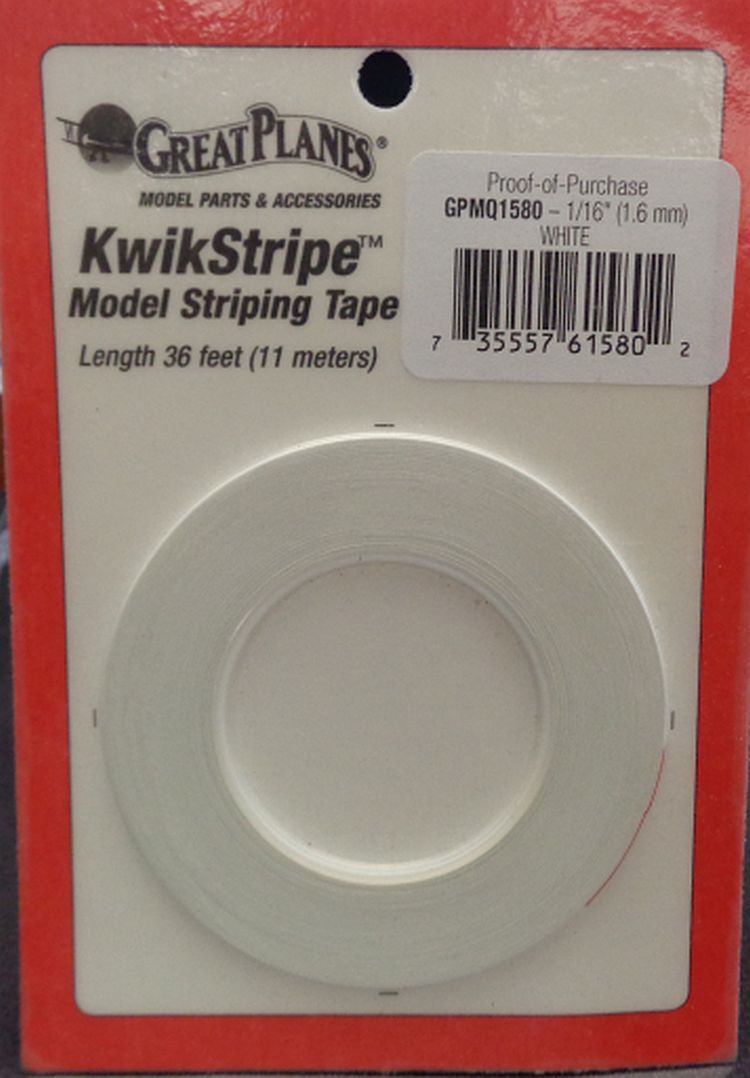 GREAT PLANES®
MODEL PARTS & ACCESSORIES
KwikStripe™
Model Striping Tape
Length 36 feet (11 meters)
Proof-of-Purchase
GPMQ1580 – 1/16" (1.6 mm)
WHITE
7 35557 61580 2